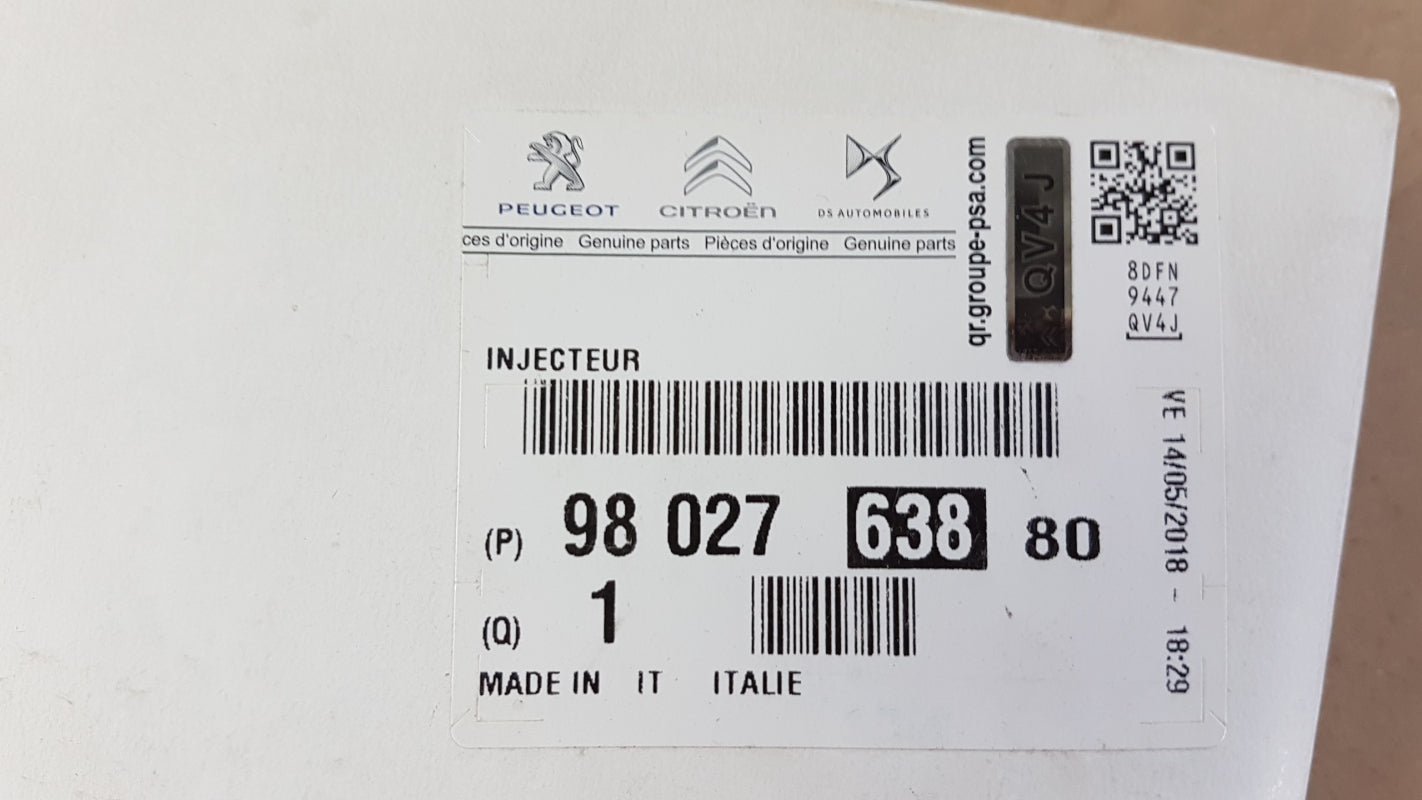 PEUGEOT CITROËN DS AUTOMOBILES
ces d'origine Genuine parts Pièces d'origine Genuine parts
qr.groupe-psa.com
QV4J
8DFN
9447
QV4J
INJECTEUR
(P) 98 027 638 80
(Q) 1
MADE IN IT ITALIE
VE 14/05/2018 - 18:29